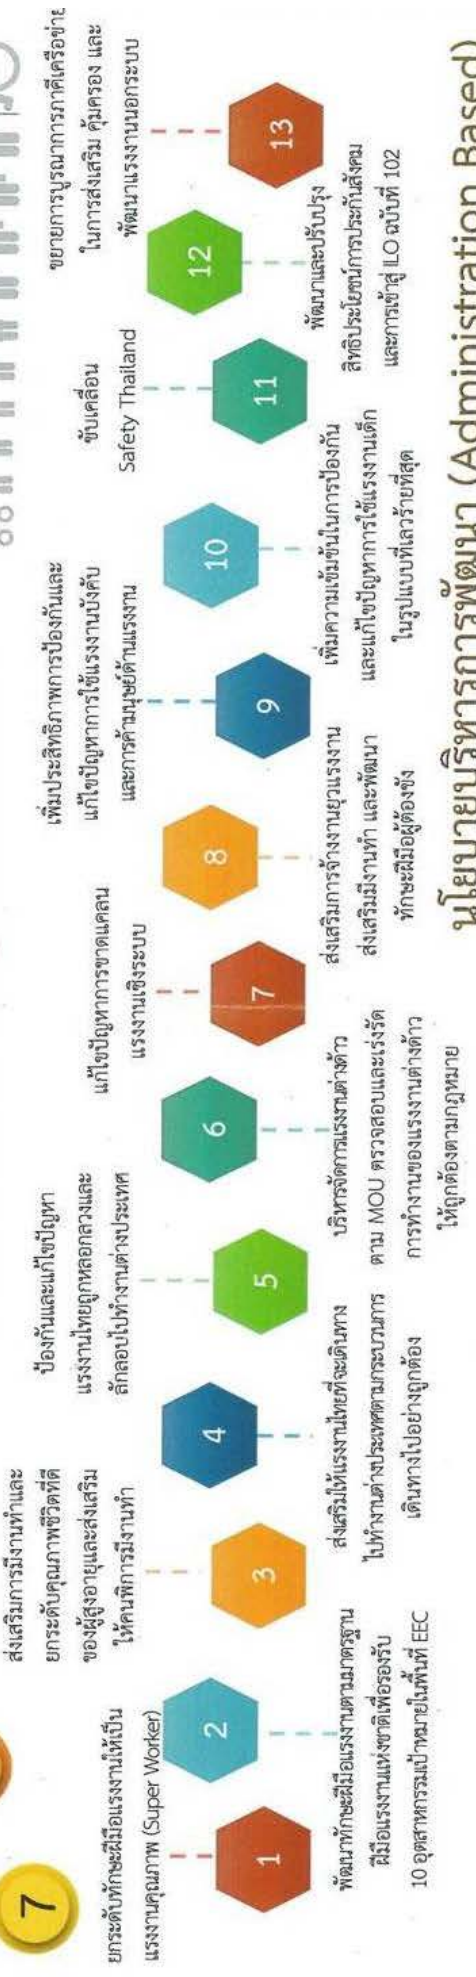 7
ยกระดับทักษะฝีมือแรงงานให้เป็น
แรงงานคุณภาพ (Super Worker)
1
2
พัฒนาทักษะฝีมือแรงงานตามมาตรฐาน
ฝีมือแรงงานแห่งชาติเพื่อรองรับ
10 อุตสาหกรรมเป้าหมายในพื้นที่ EEC
ส่งเสริมการมีงานทำและ
ยกระดับคุณภาพชีวิตที่ดี
ของผู้สูงอายุและส่งเสริม
ให้คนพิการมีงานทำ
3
4
ส่งเสริมให้แรงงานไทยที่จะเดินทาง
ไปทำงานต่างประเทศตามกระบวนการ
เดินทางไปอย่างถูกต้อง
ป้องกันและแก้ไขปัญหา
แรงงานไทยถูกหลอกลวงและ
ลักลอบไปทำงานต่างประเทศ
5
6
บริหารจัดการแรงงานต่างด้าว
ตาม MOU ตรวจสอบและเร่งรัด
การทำงานของแรงงานต่างด้าว
ให้ถูกต้องตามกฎหมาย
แก้ไขปัญหาการขาดแคลน
แรงงานเชิงระบบ
7
8
ส่งเสริมการจ้างงานยุวแรงงาน
ส่งเสริมมีงานทำ และพัฒนา
ทักษะฝีมือผู้ต้องขัง
เพิ่มประสิทธิภาพการป้องกันและ
แก้ไขปัญหาการใช้แรงงานบังคับ
และการค้ามนุษย์ด้านแรงงาน
9
10
เพิ่มความเข้มข้นในการป้องกัน
และแก้ไขปัญหาการใช้แรงงานเด็ก
ในรูปแบบที่เลวร้ายที่สุด
ขับเคลื่อน
Safety Thailand
11
12
พัฒนาและปรับปรุง
สิทธิประโยชน์การประกันสังคม
และการเข้าสู่ ILO ฉบับที่ 102
ขยายการบูรณาการภาคีเครือข่าย
ในการส่งเสริม คุ้มครอง และ
พัฒนาแรงงานนอกระบบ
13
นโยบายบริหารการพัฒนา (Administration Based)